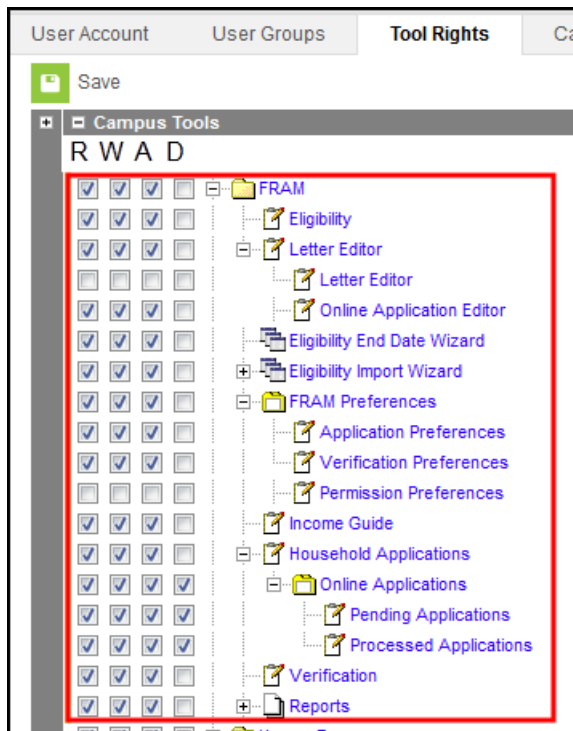 User Account User Groups Tool Rights Ca
Save
Campus Tools
R W A D
FRAM
Eligibility
Letter Editor
Letter Editor
Online Application Editor
Eligibility End Date Wizard
Eligibility Import Wizard
FRAM Preferences
Application Preferences
Verification Preferences
Permission Preferences
Income Guide
Household Applications
Online Applications
Pending Applications
Processed Applications
Verification
Reports